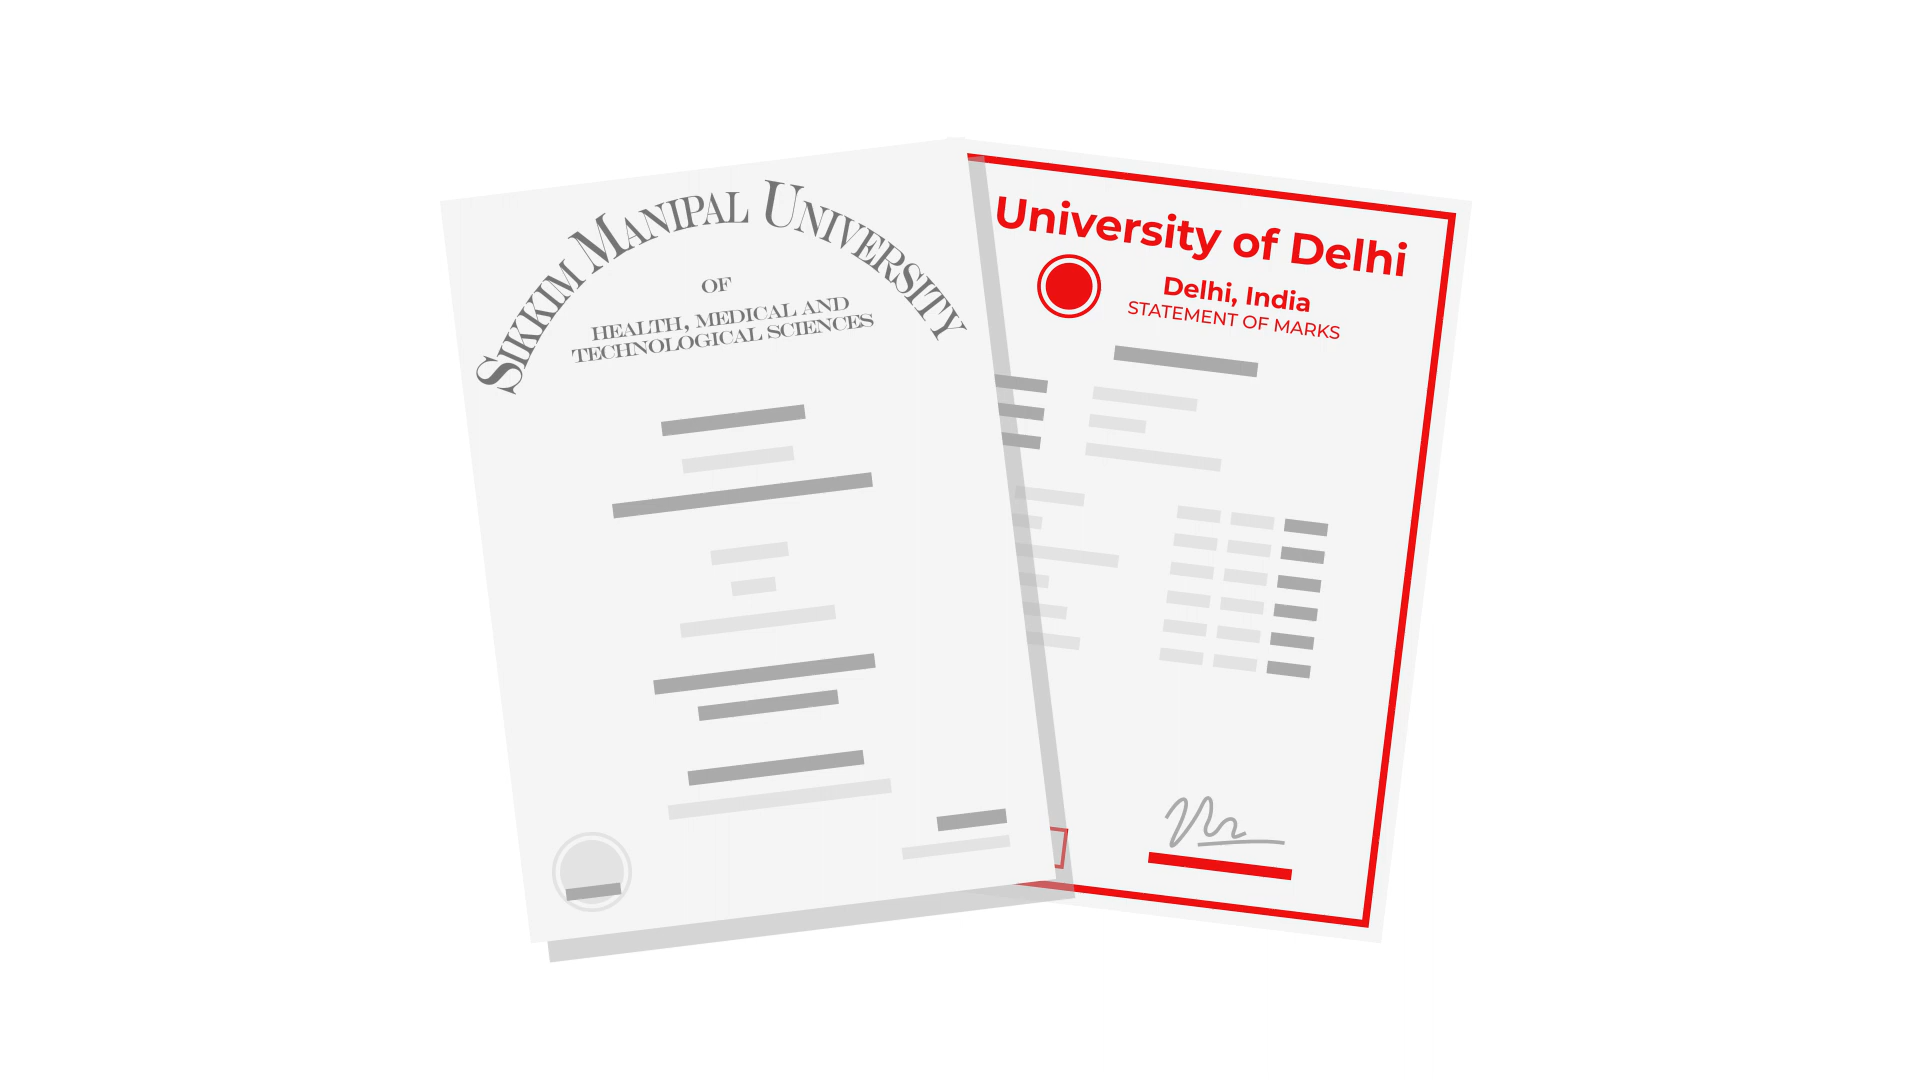 SIKKIM MANIPAL UNIVERSITY
OF
HEALTH, MEDICAL AND
TECHNOLOGICAL SCIENCES
University of Delhi
Delhi, India
STATEMENT OF MARKS